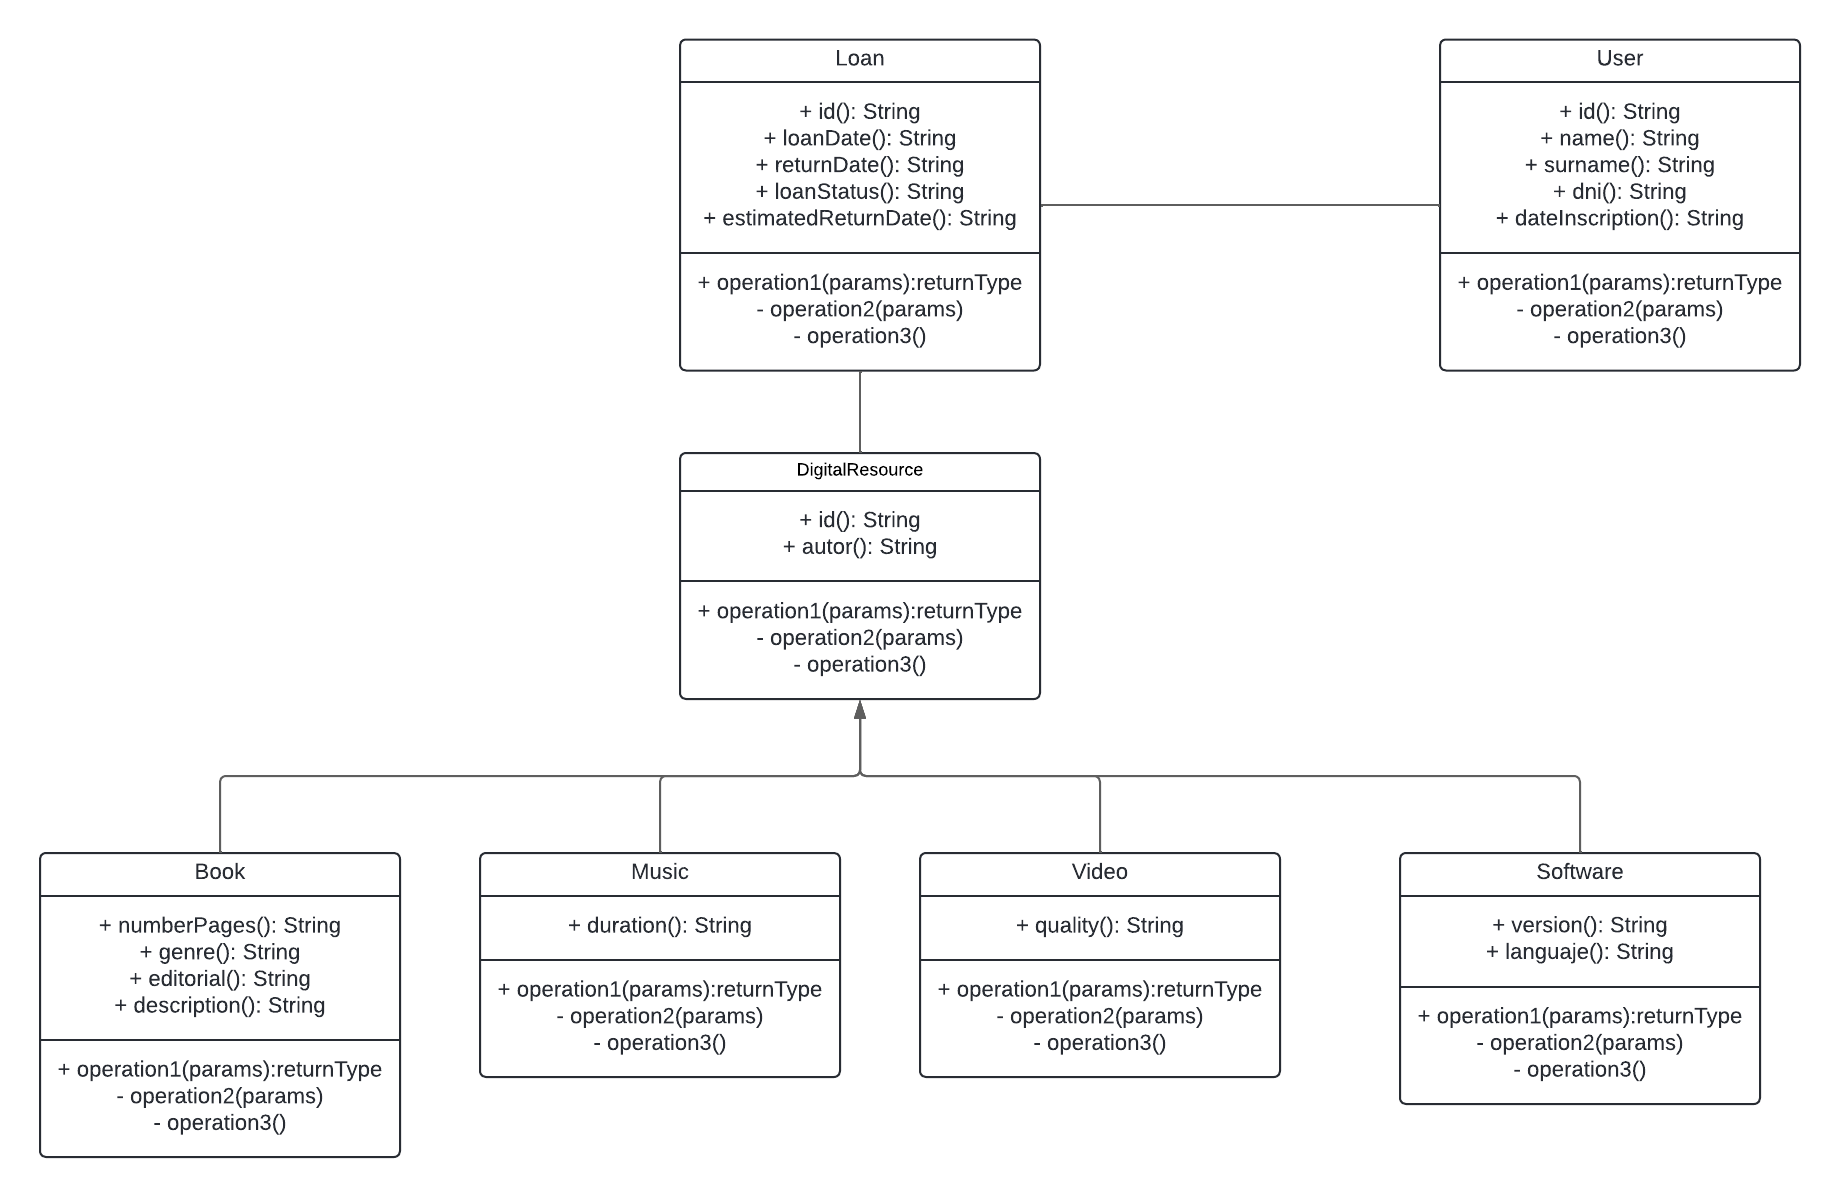 Loan
+ id(): String
+ loanDate(): String
+ returnDate(): String
+ loanStatus(): String
+ estimatedReturnDate(): String
+ operation1(params):returnType
- operation2(params)
- operation3()
User
+ id(): String
+ name(): String
+ surname(): String
+ dni(): String
+ dateInscription(): String
+ operation1(params):returnType
- operation2(params)
- operation3()
DigitalResource
+ id(): String
+ autor(): String
+ operation1(params):returnType
- operation2(params)
- operation3()
Book
+ numberPages(): String
+ genre(): String
+ editorial(): String
+ description(): String
+ operation1(params):returnType
- operation2(params)
- operation3()
Music
+ duration(): String
+ operation1(params):returnType
- operation2(params)
- operation3()
Video
+ quality(): String
+ operation1(params):returnType
- operation2(params)
- operation3()
Software
+ version(): String
+ languaje(): String
+ operation1(params):returnType
- operation2(params)
- operation3()